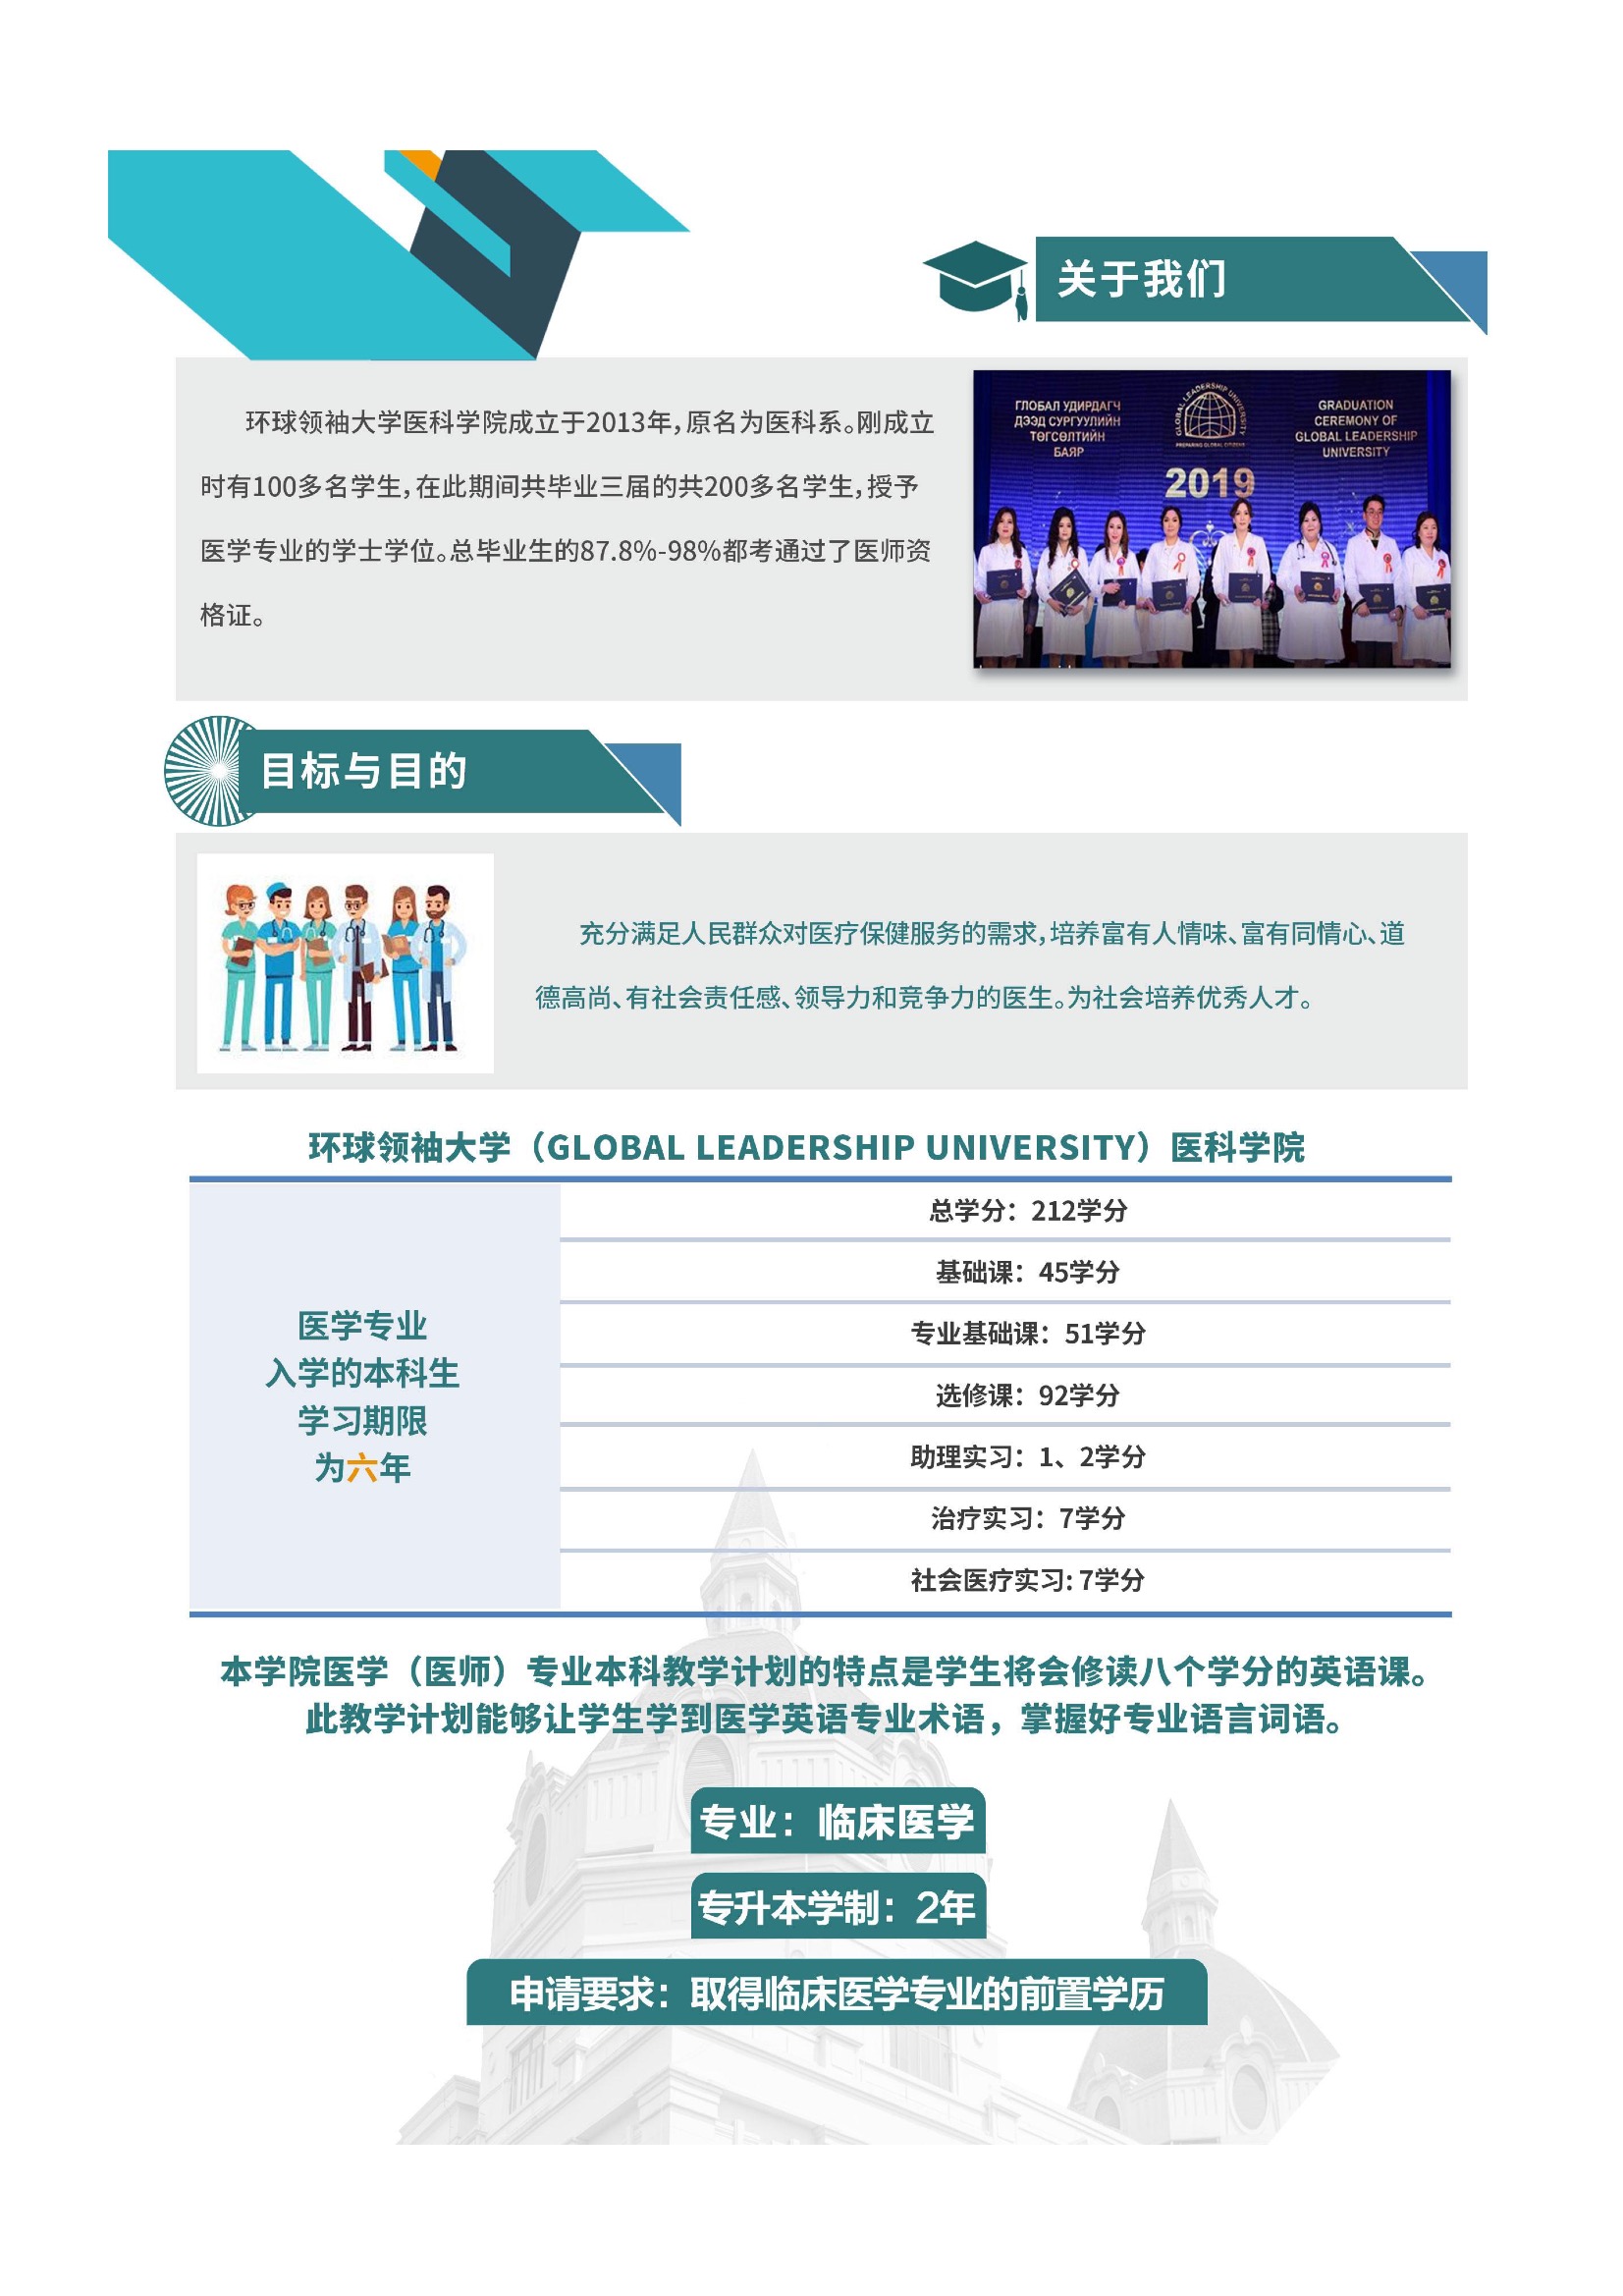 关于我们
环球领袖大学医科学院成立于2013年，原名为医科系。刚成立
时有100多名学生，在此期间共毕业三届的共200多名学生，授予
医学专业的学士学位。总毕业生的87.8%-98%都考通过了医师资
格证。
ГЛОБАЛ УДИРДАГЧ
ДЭЭД СУРГУУЛИЙН
ТӨГСӨЛТИЙН
БАЯР
GLOBAL LEADERSHIP UNIVERSITY
PREPARING GLOBAL CITIZENS
2019
GRADUATION
CEREMONY OF
GLOBAL LEADERSHIP
UNIVERSITY
目标与目的
充分满足人民群众对医疗保健服务的需求，培养富有人情味、富有同情心、道
德高尚、有社会责任感、领导力和竞争力的医生。为社会培养优秀人才。
环球领袖大学（GLOBAL LEADERSHIP UNIVERSITY）医科学院
医学专业
入学的本科生
学习期限
为六年
总学分：212学分
基础课：45学分
专业基础课：51学分
选修课：92学分
助理实习：1、2学分
治疗实习：7学分
社会医疗实习：7学分
本学院医学（医师）专业本科教学计划的特点是学生将会修读八个学分的英语课。
此教学计划能够让学生学到医学英语专业术语，掌握好专业语言词语。
专业：临床医学
专升本学制：2年
申请要求：取得临床医学专业的前置学历